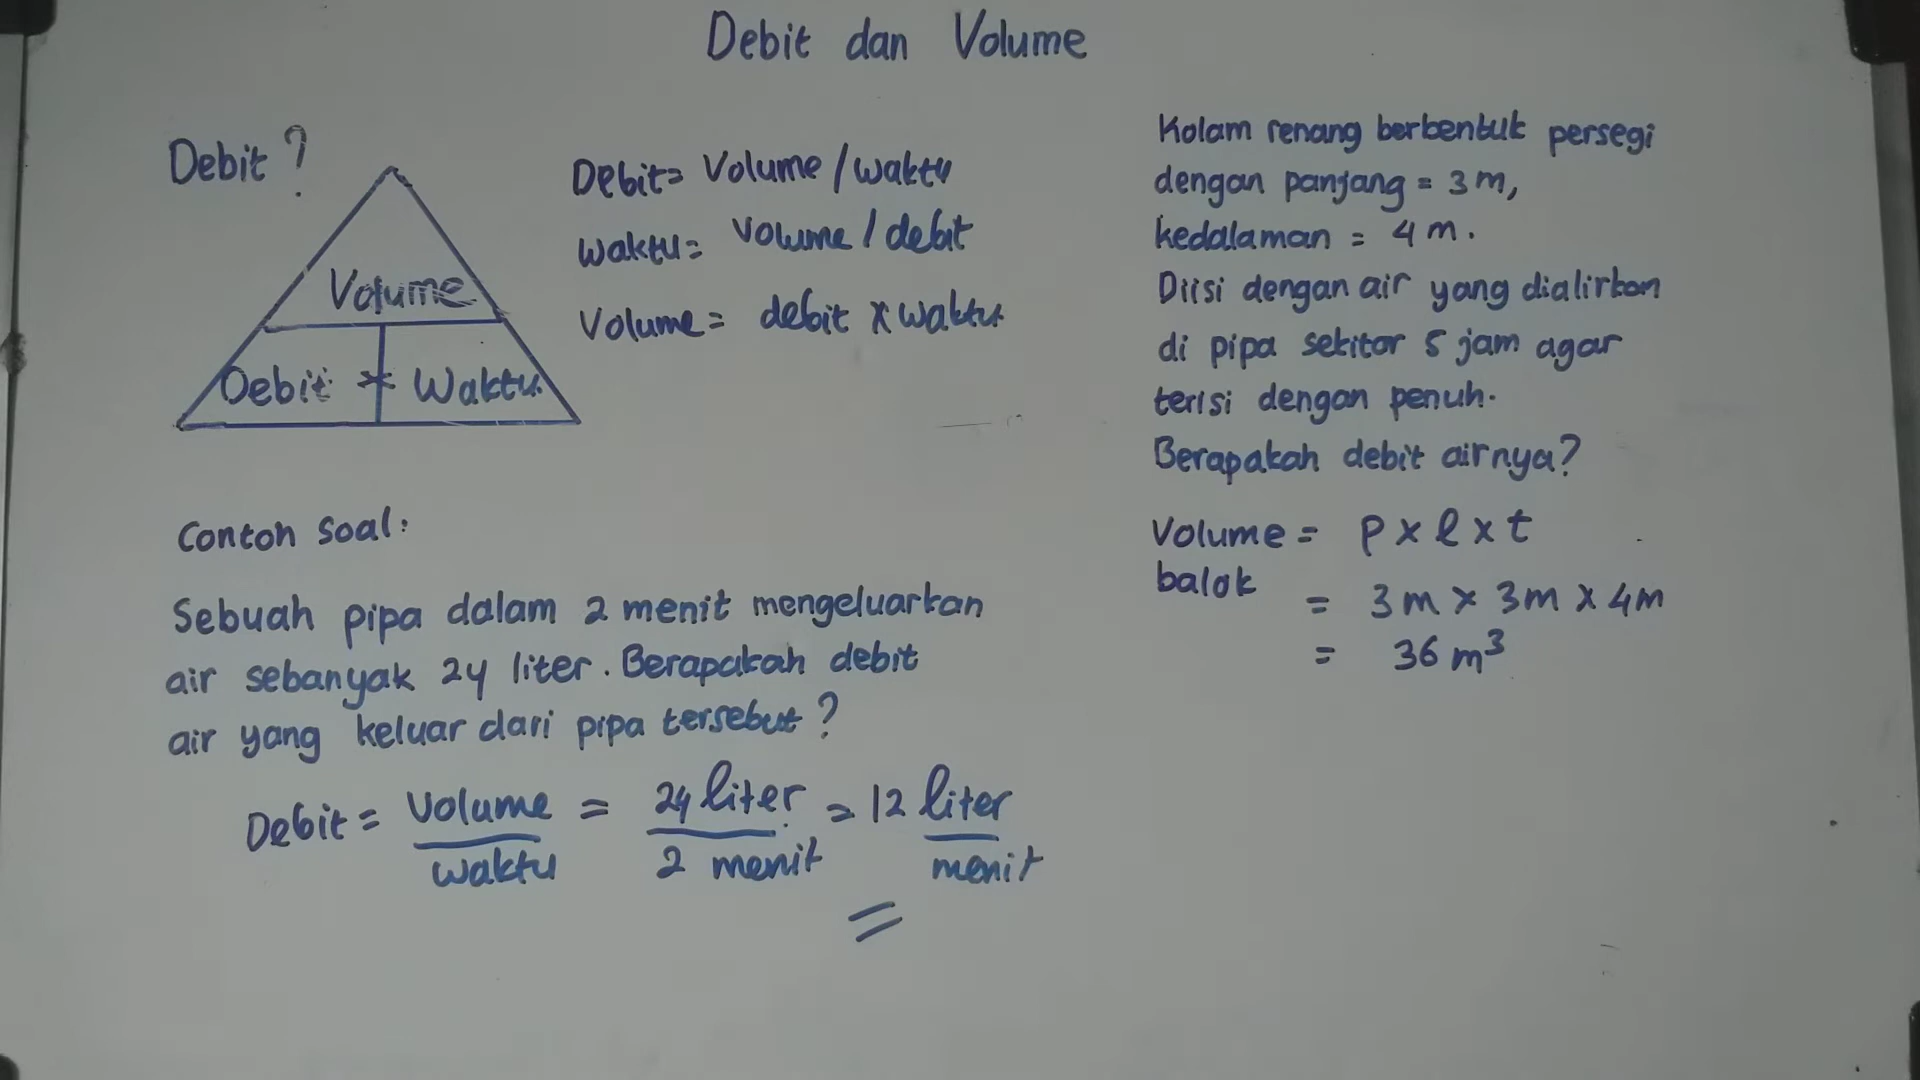 Debit dan Volume
Debit ?
Volume
Debit × Waktu
Debit = Volume / waktu
Waktu = Volume / debit
Volume = debit x waktu
Contoh soal:
Sebuah pipa dalam 2 menit mengeluarkan
air sebanyak 24 liter. Berapakah debit
air yang keluar dari pipa tersebut ?
Debit = Volume / waktu = 24 liter / 2 menit = 12 liter / menit
Kolam renang berbentuk persegi
dengan panjang = 3 m,
kedalaman = 4 m.
Diisi dengan air yang dialirkan
di pipa sekitar 5 jam agar
terisi dengan penuh.
Berapakah debit airnya?
Volume = p x l x t
balok
= 3 m x 3 m x 4 m
= 36 m³